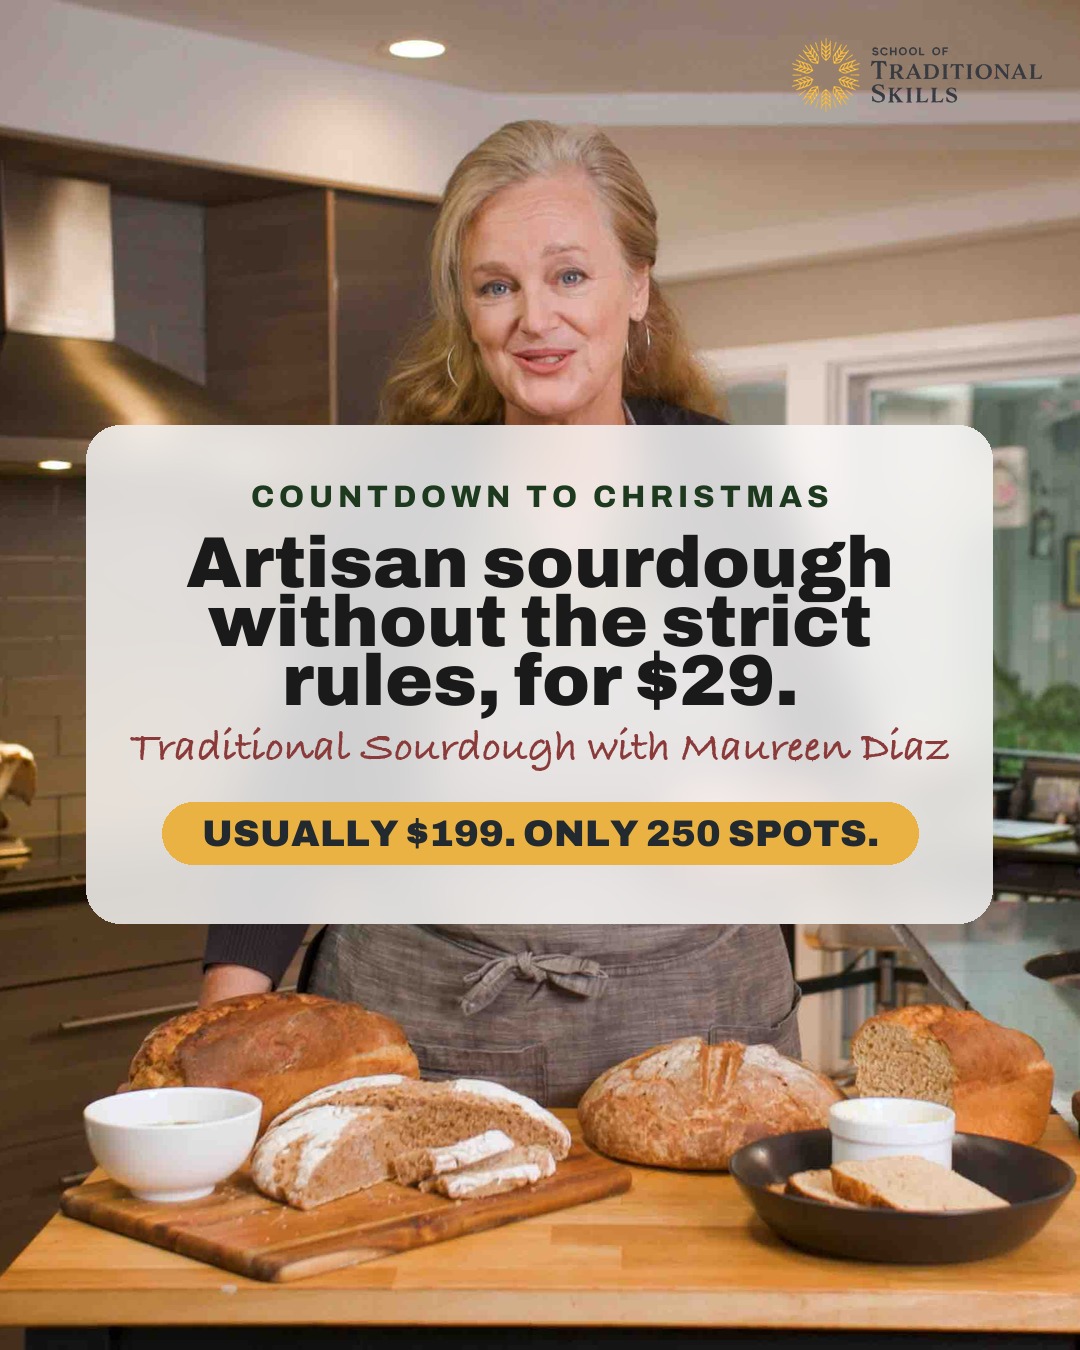 SCHOOL OF
TRADITIONAL
SKILLS
COUNTDOWN TO CHRISTMAS
Artisan sourdough
without the strict
rules, for $29.
Traditional Sourdough with Maureen Diaz
USUALLY $199. ONLY 250 SPOTS.